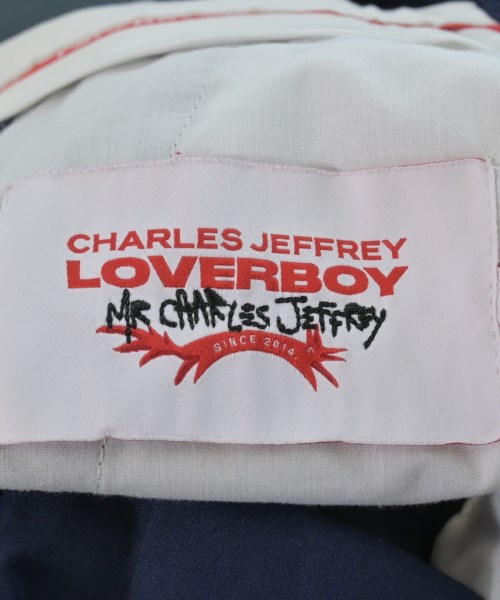 CHARLES JEFFREY
LOVERBOY
MR CHARLES JEFFREY
SINCE 2014.